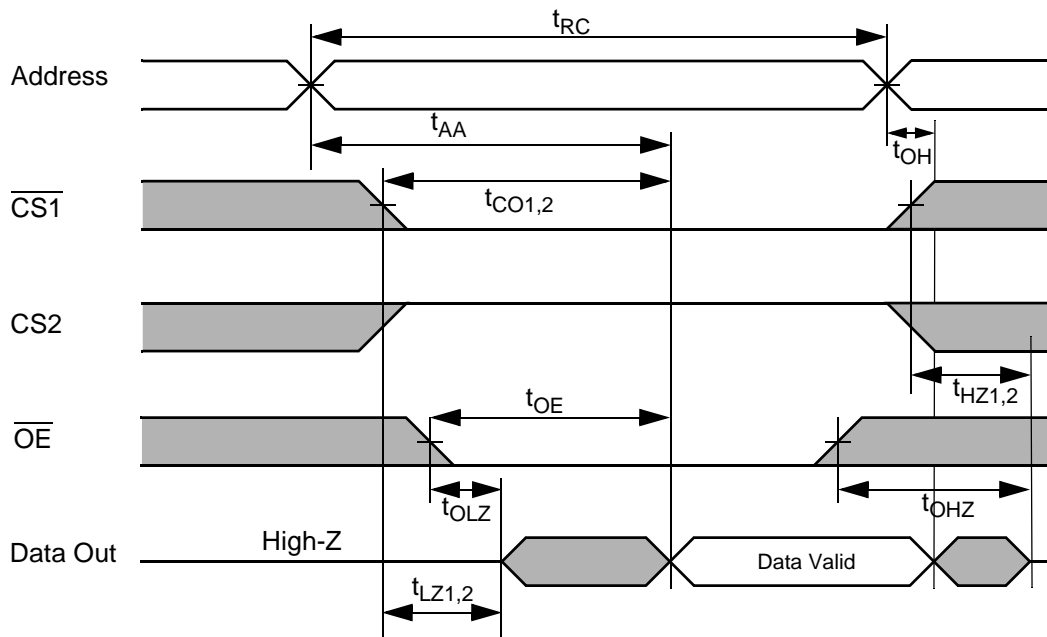 tRC
Address
tAA
tOH
CS1
tCO1,2
CS2
tHZ1,2
tOE
OE
tOLZ
tOHZ
High-Z
Data Out
Data Valid
tLZ1,2